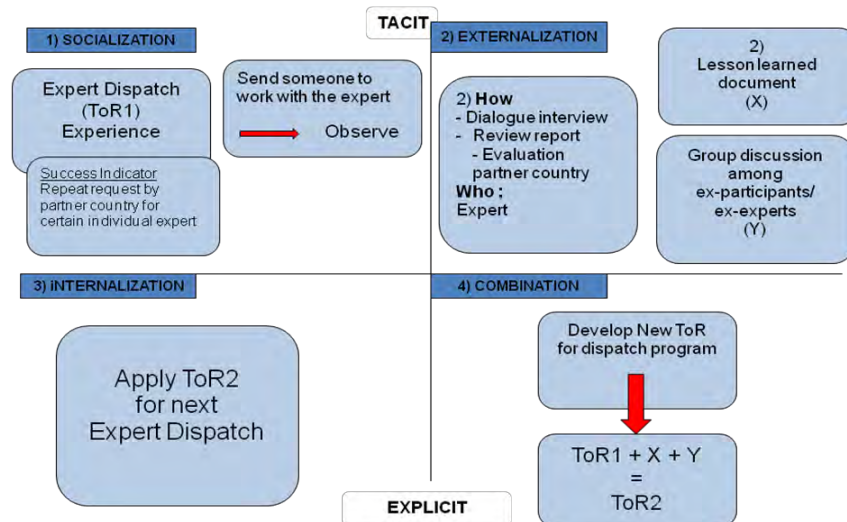 TACIT
1) SOCIALIZATION
Expert Dispatch
(ToR1)
Experience
Success Indicator
Repeat request by
partner country for
certain individual expert
Send someone to
work with the expert
Observe
2) EXTERNALIZATION
2) How
- Dialogue interview
- Review report
- Evaluation
partner country
Who :
Expert
2)
Lesson learned
document
(X)
Group discussion
among
ex-participants/
ex-experts
(Y)
3) iNTERNALIZATION
Apply ToR2
for next
Expert Dispatch
4) COMBINATION
Develop New ToR
for dispatch program
ToR1 + X + Y
=
ToR2
EXPLICIT